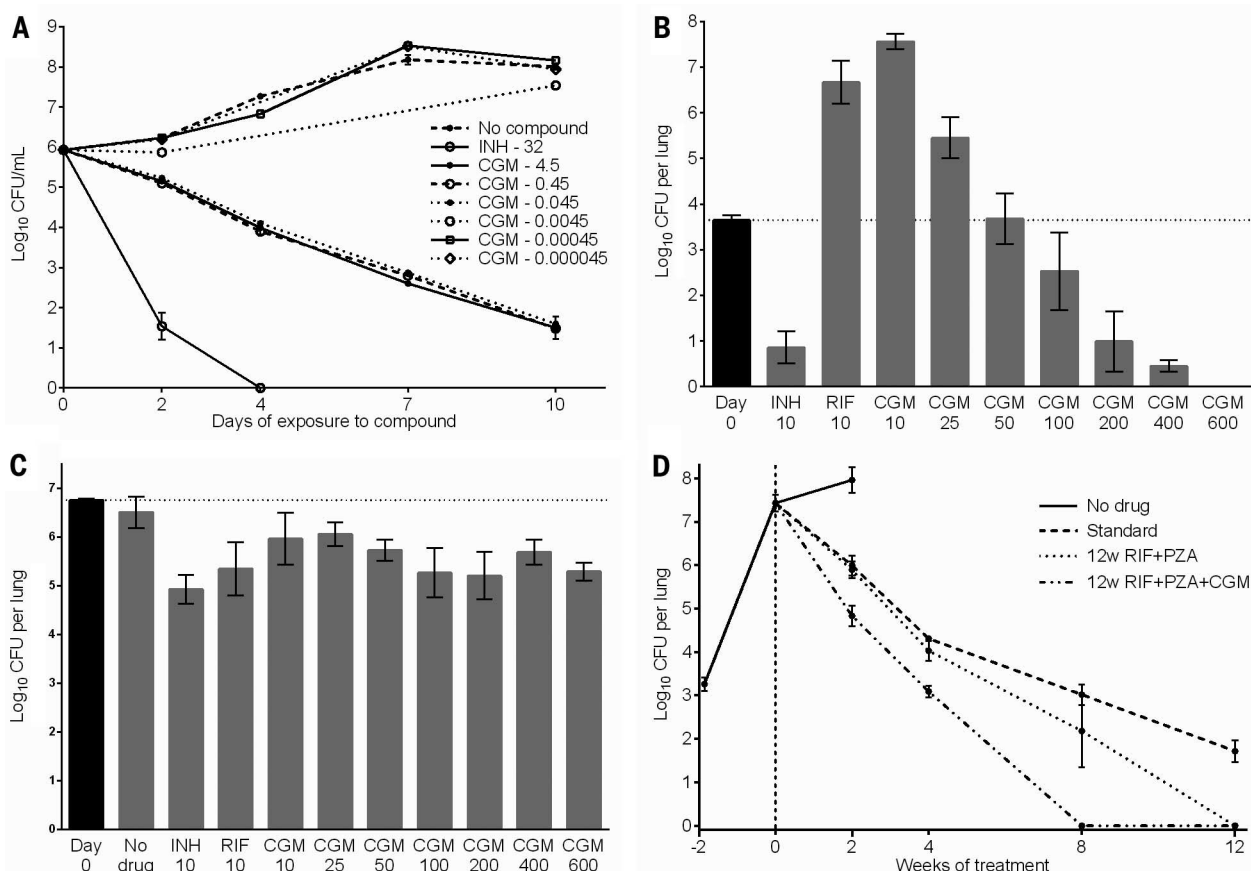 A
Log10 CFU/mL
9
8
7
6
5
4
3
2
1
0
No compound
INH - 32
CGM - 4.5
CGM - 0.45
CGM - 0.045
CGM - 0.0045
CGM - 0.00045
CGM - 0.000045
0 2 4 7 10
Days of exposure to compound
B
Log10 CFU per lung
8
7
6
5
4
3
2
1
0
Day INH RIF CGM CGM CGM CGM CGM CGM CGM
0 10 10 10 25 50 100 200 400 600
C
Log10 CFU per lung
7
6
5
4
3
2
1
0
Day No INH RIF CGM CGM CGM CGM CGM CGM CGM
0 drug 10 10 10 25 50 100 200 400 600
D
Log10 CFU per lung
8
7
6
5
4
3
2
1
0
No drug
Standard
12w RIF+PZA
12w RIF+PZA+CGM
-2 0 2 4 8 12
Weeks of treatment